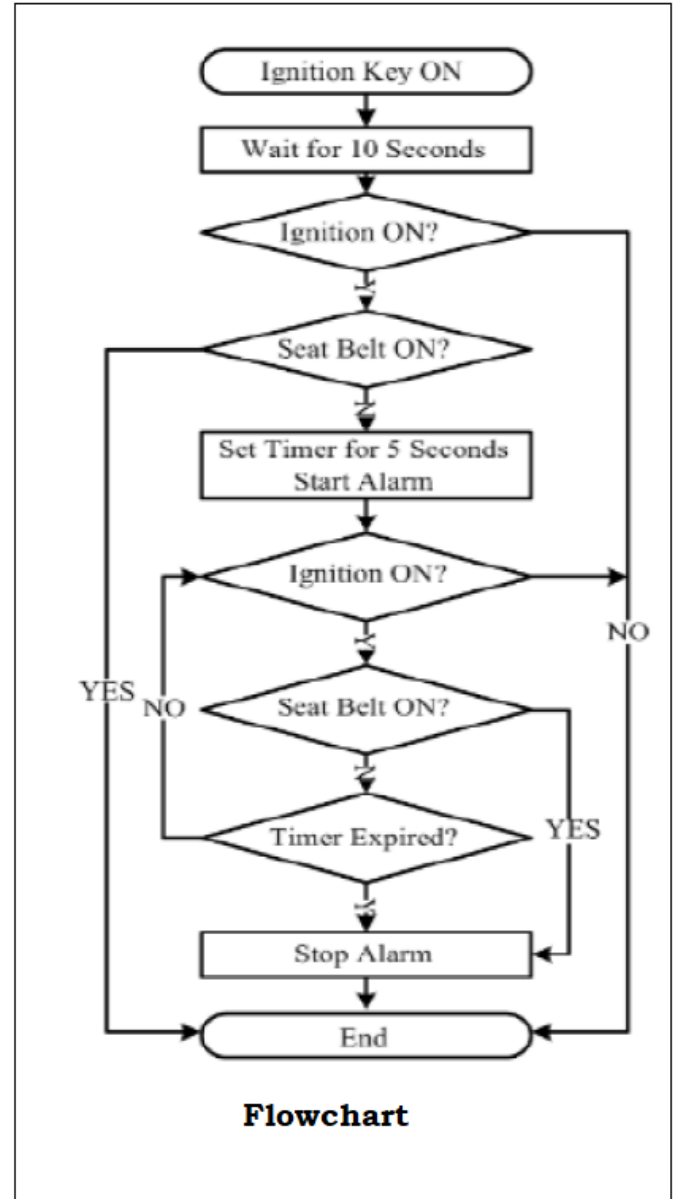 Ignition Key ON
Wait for 10 Seconds
Ignition ON?
Y
Seat Belt ON?
N
Set Timer for 5 Seconds
Start Alarm
Ignition ON?
NO
Y
YES
NO
Seat Belt ON?
N
Timer Expired?
YES
Y
Stop Alarm
End
Flowchart